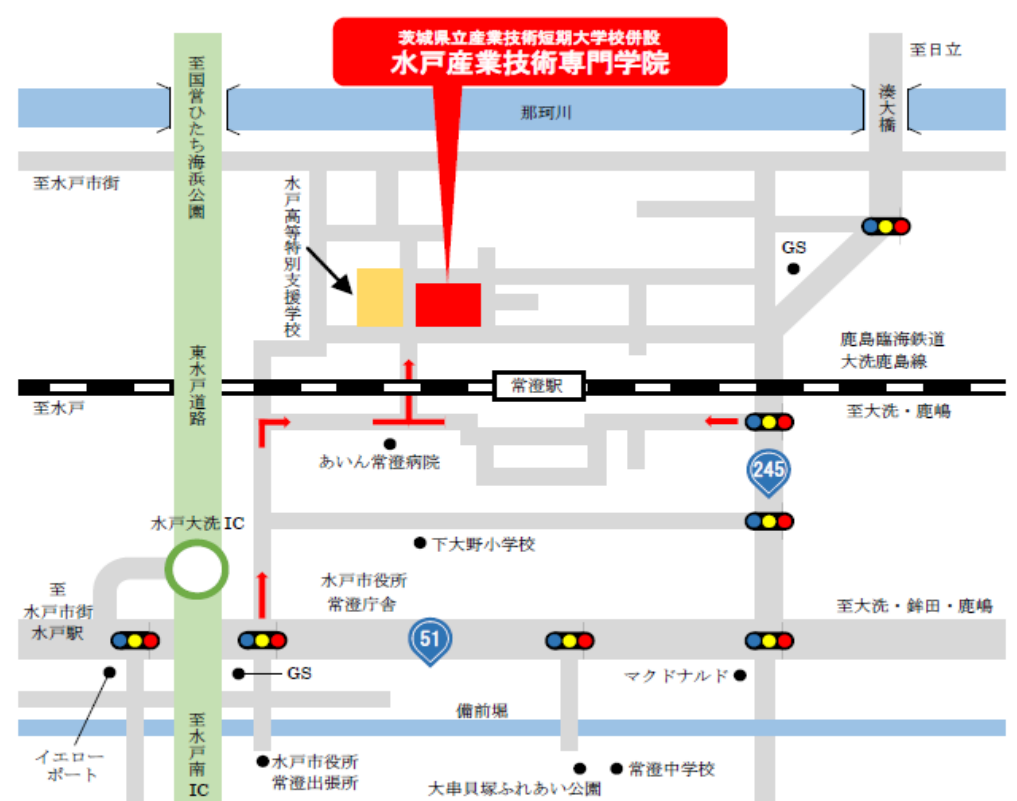 茨城県立産業技術短期大学校併設
水戸産業技術専門学院
至日立
至国営ひたち海浜公園
那珂川
湊大橋
至水戸市街
水戸高等特別支援学校
GS
鹿島臨海鉄道
大洗鹿島線
東水戸道路
常澄駅
至水戸
至大洗・鹿嶋
あいん常澄病院
245
水戸大洗IC
下大野小学校
至
水戸市街
水戸駅
水戸市役所
常澄庁舎
至大洗・鉾田・鹿嶋
51
GS
マクドナルド
備前堀
至水戸南IC
イエロー
ポート
水戸市役所
常澄出張所
常澄中学校
大串貝塚ふれあい公園